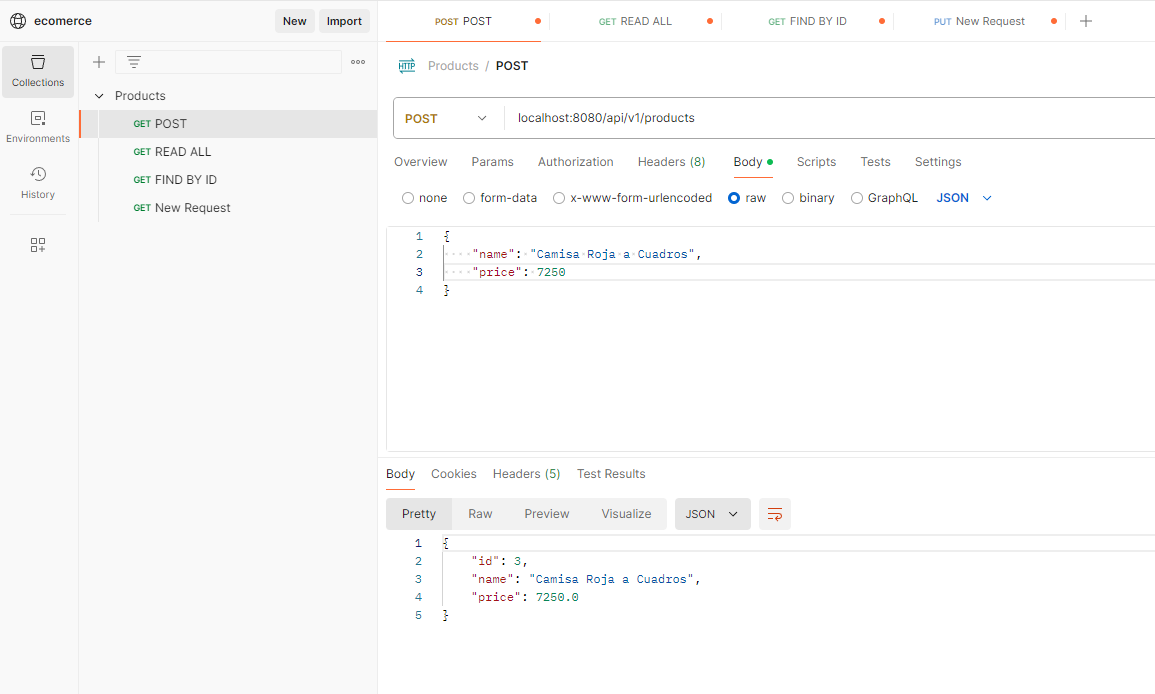 ecomerce New Import
POST POST GET READ ALL GET FIND BY ID PUT New Request
Collections
Environments
History
Products
GET POST
GET READ ALL
GET FIND BY ID
GET New Request
HTTP Products / POST
POST localhost:8080/api/v1/products
Overview Params Authorization Headers (8) Body Scripts Tests Settings
none form-data x-www-form-urlencoded raw binary GraphQL JSON
1 {
2 "name": "Camisa Roja a Cuadros",
3 "price": 7250
4 }
Body Cookies Headers (5) Test Results
Pretty Raw Preview Visualize JSON
1 {
2 "id": 3,
3 "name": "Camisa Roja a Cuadros",
4 "price": 7250.0
5 }